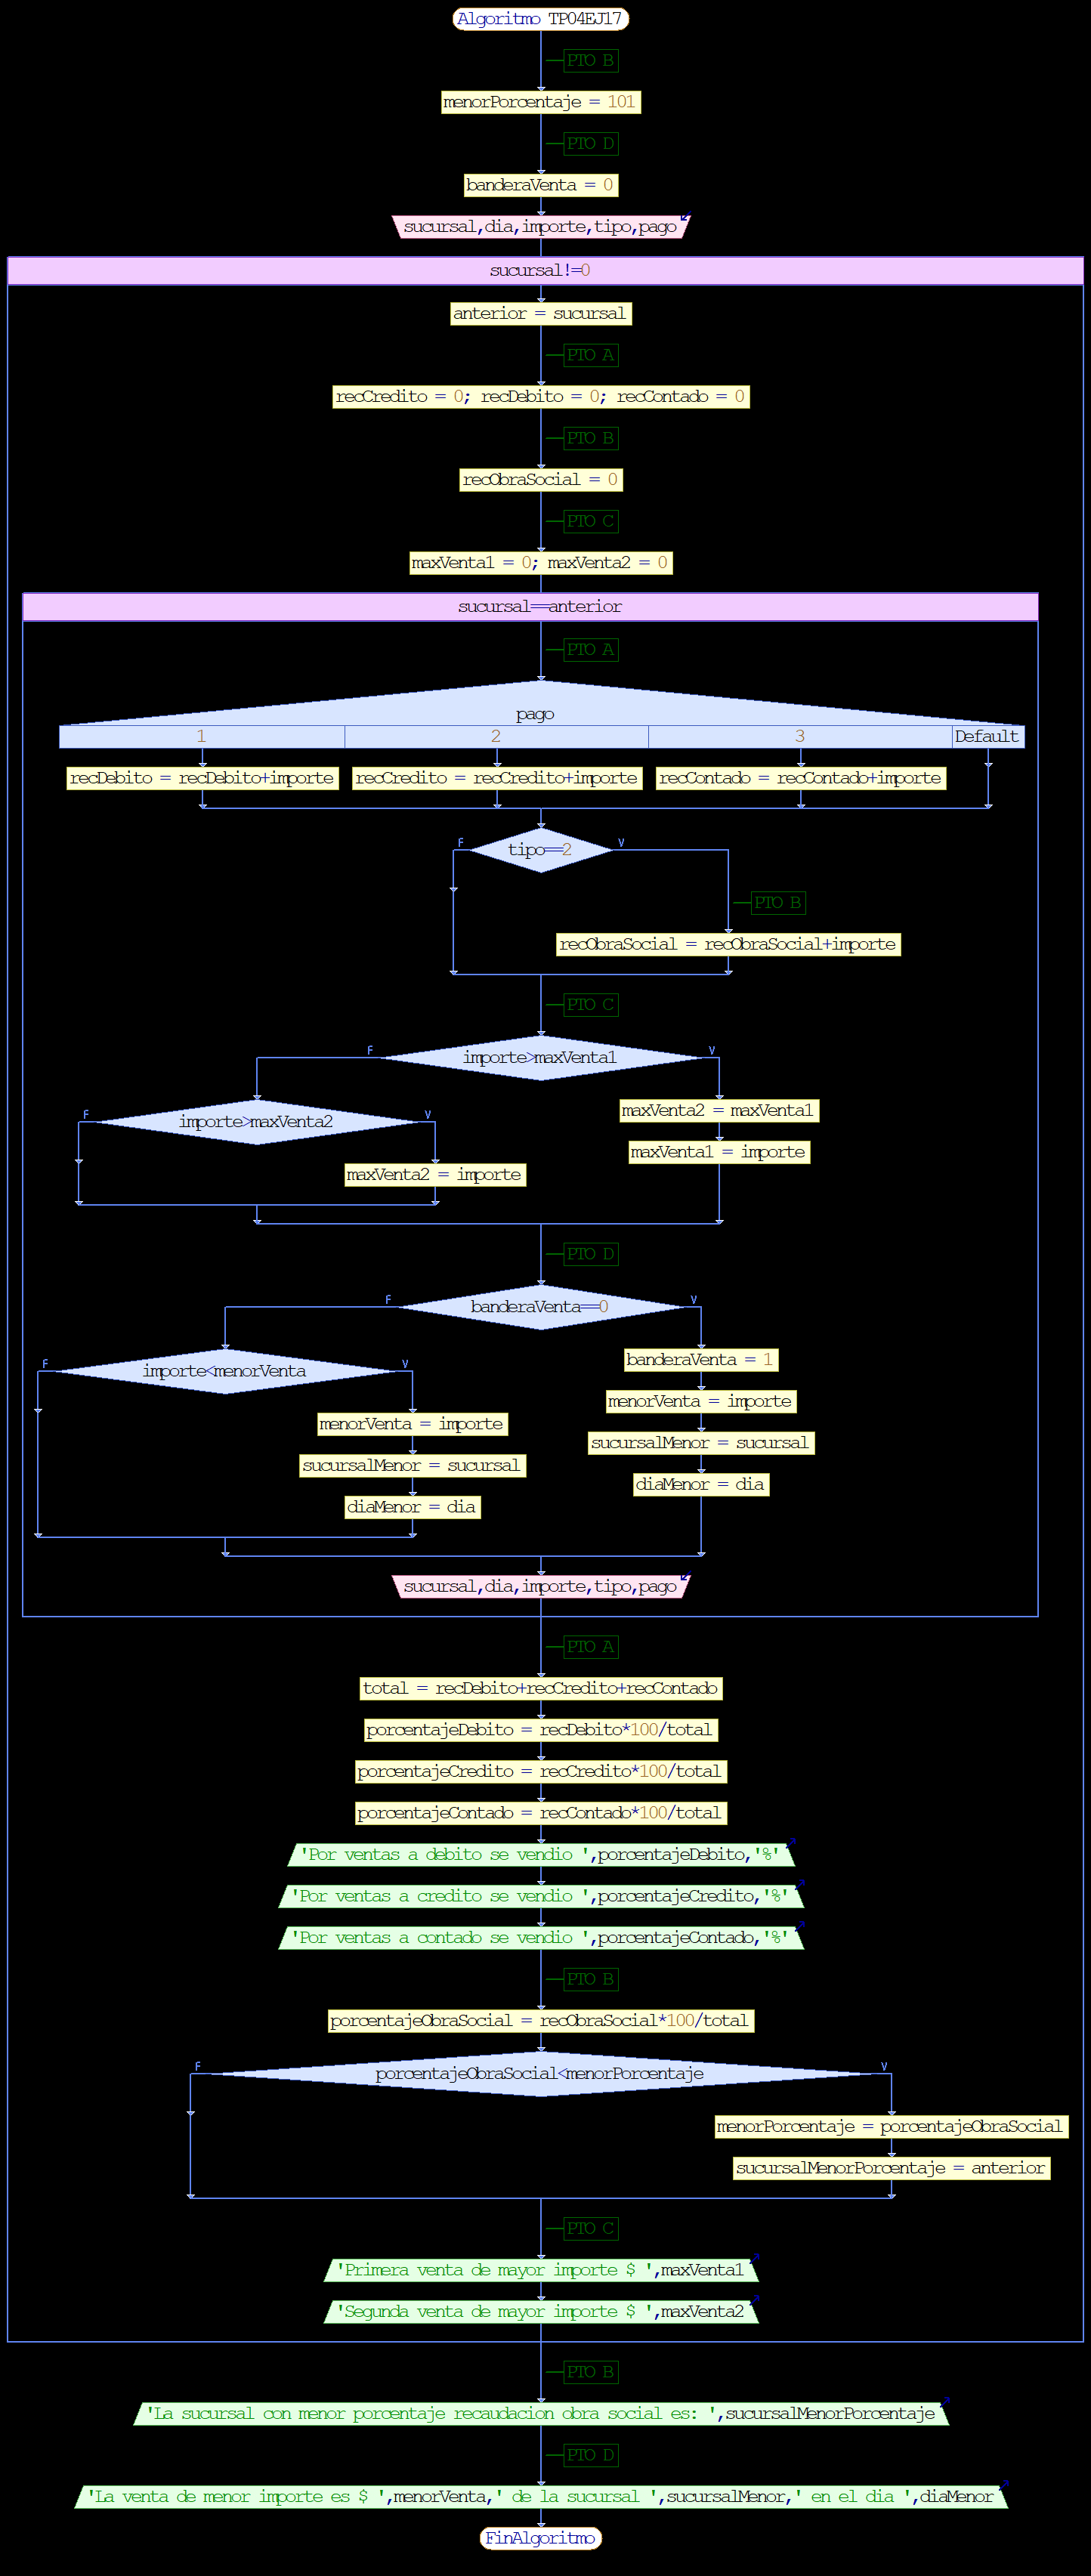 Algoritmo TP04EJ17
PTO B
menorPorcentaje = 101
PTO D
banderaVenta = 0
sucursal,dia,importe,tipo,pago
sucursal!=0
anterior = sucursal
PTO A
recCredito = 0; recDebito = 0; recContado = 0
PTO B
recObraSocial = 0
PTO C
maxVenta1 = 0; maxVenta2 = 0
sucursal==anterior
PTO A
pago
1 2 3 Default
recDebito = recDebito+importe recCredito = recCredito+importe recContado = recContado+importe
F tipo==2 V
PTO B
recObraSocial = recObraSocial+importe
PTO C
F importe>maxVenta1 V
F importe>maxVenta2 V
maxVenta2 = maxVenta1
maxVenta1 = importe
maxVenta2 = importe
PTO D
F banderaVenta==0 V
F importe<menorVenta V
banderaVenta = 1
menorVenta = importe
menorVenta = importe
sucursalMenor = sucursal
sucursalMenor = sucursal
diaMenor = dia
diaMenor = dia
sucursal,dia,importe,tipo,pago
PTO A
total = recDebito+recCredito+recContado
porcentajeDebito = recDebito*100/total
porcentajeCredito = recCredito*100/total
porcentajeContado = recContado*100/total
'Por ventas a debito se vendio ',porcentajeDebito,'%'
'Por ventas a credito se vendio ',porcentajeCredito,'%'
'Por ventas a contado se vendio ',porcentajeContado,'%'
PTO B
porcentajeObraSocial = recObraSocial*100/total
F porcentajeObraSocial<menorPorcentaje V
menorPorcentaje = porcentajeObraSocial
sucursalMenorPorcentaje = anterior
PTO C
'Primera venta de mayor importe $ ',maxVenta1
'Segunda venta de mayor importe $ ',maxVenta2
PTO B
'La sucursal con menor porcentaje recaudacion obra social es: ',sucursalMenorPorcentaje
PTO D
'La venta de menor importe es $ ',menorVenta,' de la sucursal ',sucursalMenor,' en el dia ',diaMenor
FinAlgoritmo